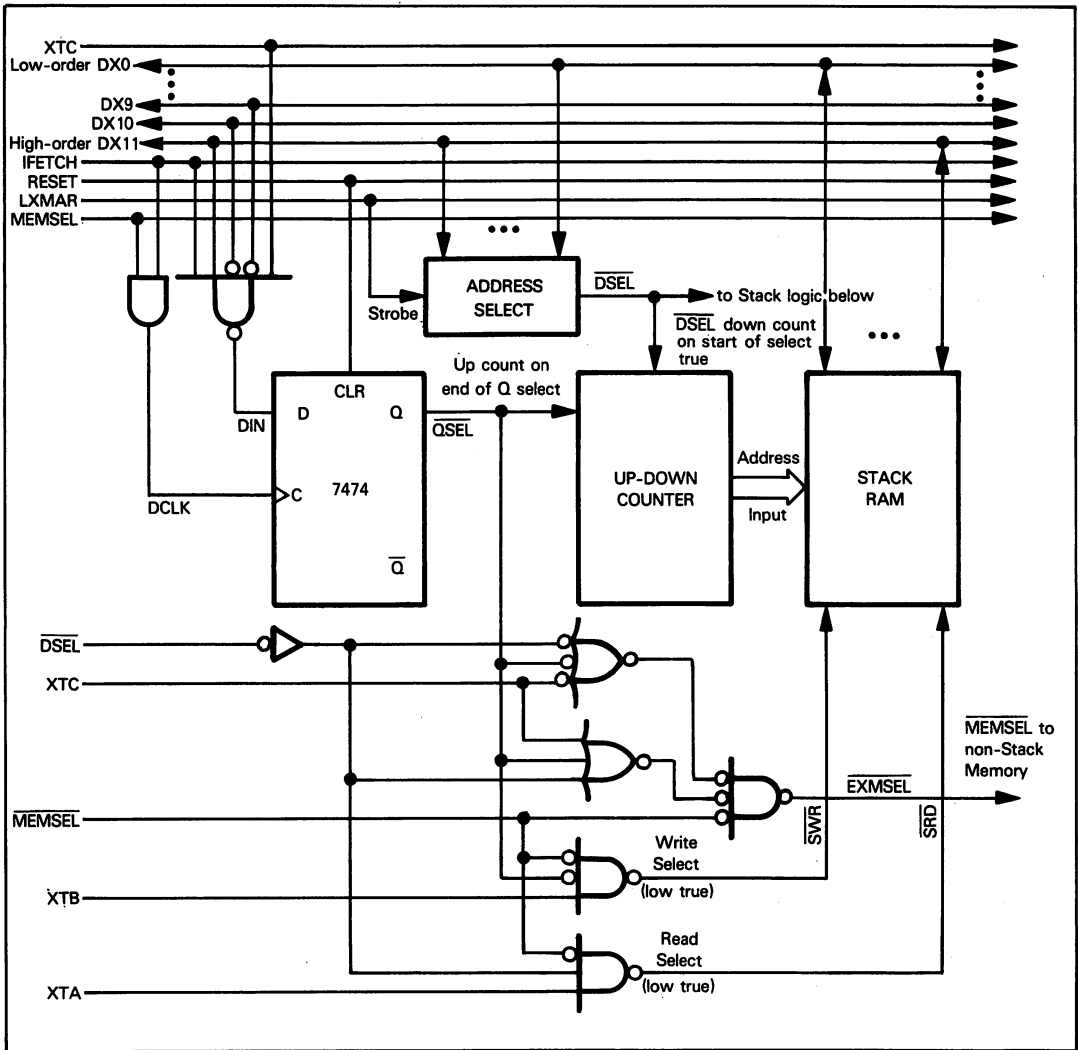 XTC
Low-order DX0
DX9
DX10
High-order DX11
IFETCH
RESET
LXMAR
MEMSEL
Strobe
ADDRESS
SELECT
DSEL
to Stack logic below
DSEL down count
on start of select
true
Up count on
end of Q select
CLR
D
Q
DIN
QSEL
C
7474
DCLK
Q
UP-DOWN
COUNTER
Address
Input
STACK
RAM
DSEL
XTC
MEMSEL to
non-Stack
Memory
EXMSEL
MEMSEL
SWR
SRD
Write
Select
(low true)
XTB
Read
Select
(low true)
XTA